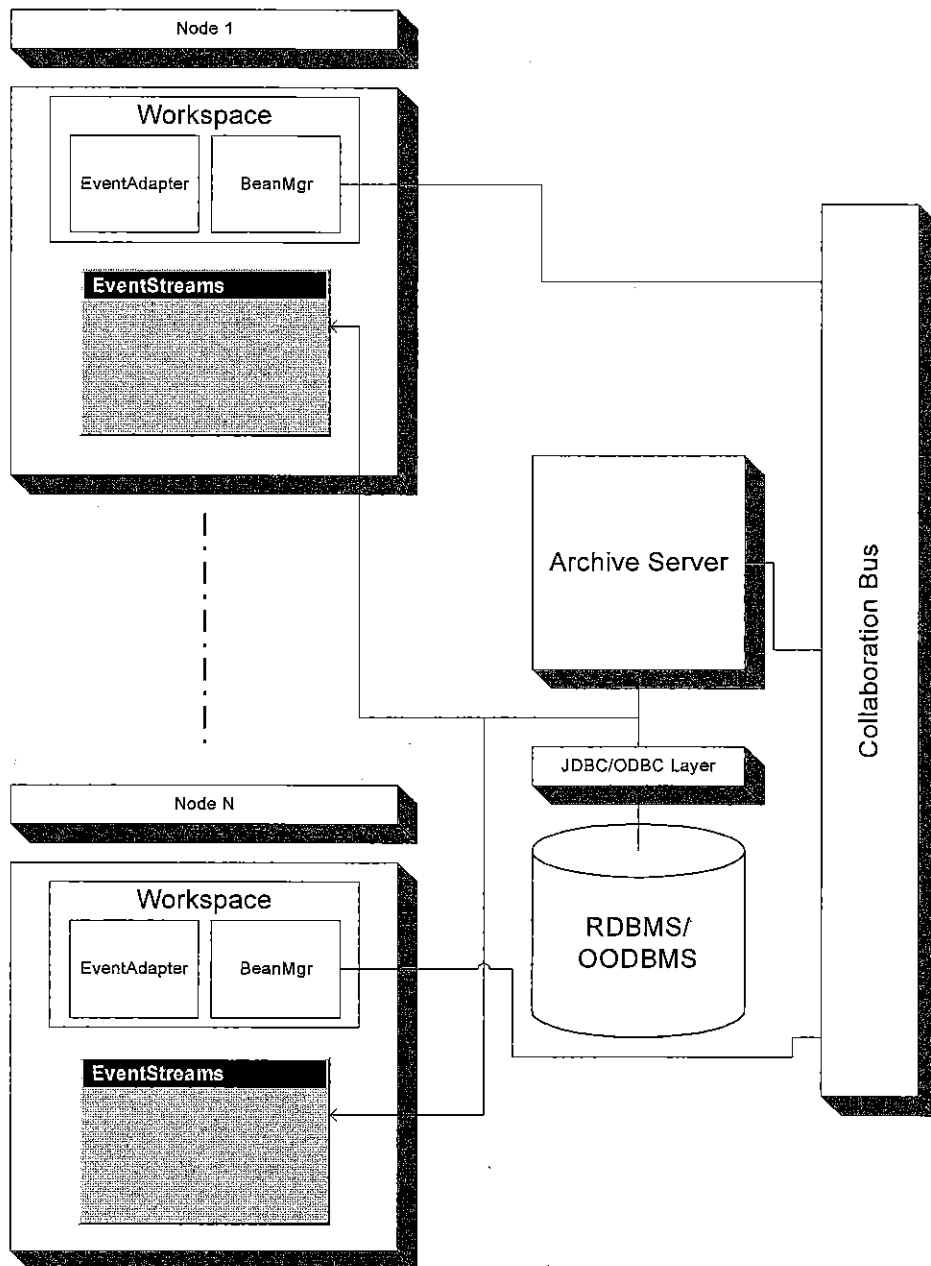 Node 1
Workspace
EventAdapter
BeanMgr
EventStreams
Archive Server
Collaboration Bus
JDBC/ODBC Layer
Node N
RDBMS/
OODBMS
Workspace
EventAdapter
BeanMgr
EventStreams